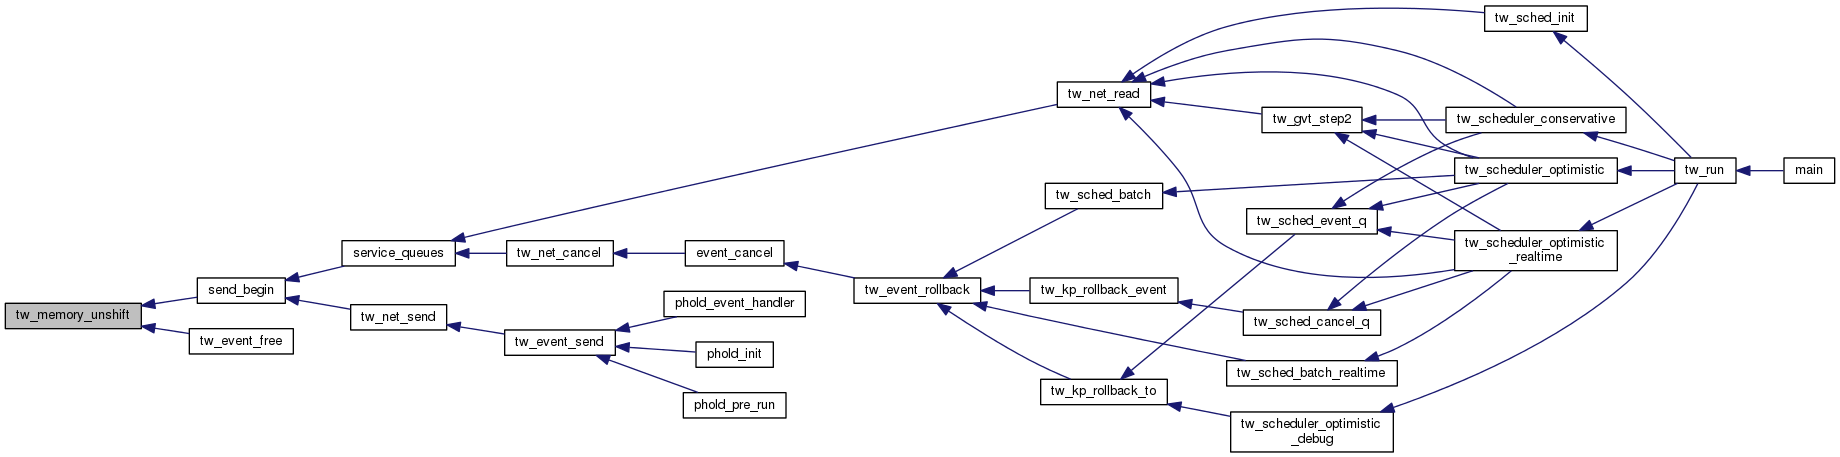 tw_memory_unshift
send_begin
tw_event_free
service_queues
tw_net_send
tw_net_cancel
tw_event_send
event_cancel
phold_event_handler
phold_init
phold_pre_run
tw_event_rollback
tw_net_read
tw_sched_batch
tw_kp_rollback_event
tw_kp_rollback_to
tw_gvt_step2
tw_sched_event_q
tw_sched_cancel_q
tw_sched_batch_realtime
tw_scheduler_optimistic
_debug
tw_sched_init
tw_scheduler_conservative
tw_scheduler_optimistic
tw_scheduler_optimistic
_realtime
tw_run
main